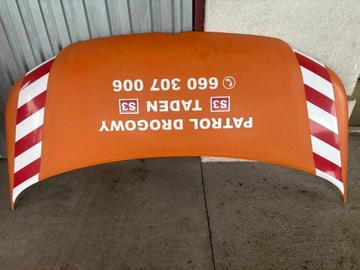 PATROL DROGOWY
S3 TADEN S3
660 307 006